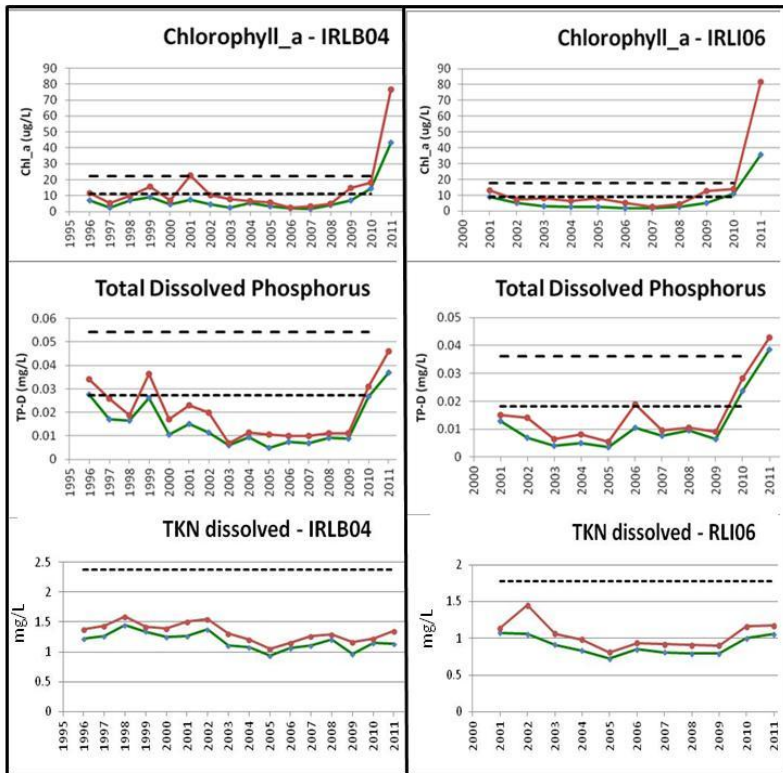 Chlorophyll_a - IRLB04
Chl_a (ug/L)
90
80
70
60
50
40
30
20
10
0
1995 1996 1997 1998 1999 2000 2001 2002 2003 2004 2005 2006 2007 2008 2009 2010 2011
Chlorophyll_a - IRLI06
Chl_a (ug/L)
90
80
70
60
50
40
30
20
10
0
2000 2001 2002 2003 2004 2005 2006 2007 2008 2009 2010 2011
Total Dissolved Phosphorus
TP-D (mg/L)
0.06
0.05
0.04
0.03
0.02
0.01
0
1995 1996 1997 1998 1999 2000 2001 2002 2003 2004 2005 2006 2007 2008 2009 2010 2011
Total Dissolved Phosphorus
TP-D (mg/L)
0.05
0.04
0.03
0.02
0.01
0
2000 2001 2002 2003 2004 2005 2006 2007 2008 2009 2010 2011
TKN dissolved - IRLB04
mg/L
2.5
2
1.5
1
0.5
0
1995 1996 1997 1998 1999 2000 2001 2002 2003 2004 2005 2006 2007 2008 2009 2010 2011
TKN dissolved - RLI06
mg/L
2
1.5
1
0.5
0
2000 2001 2002 2003 2004 2005 2006 2007 2008 2009 2010 2011